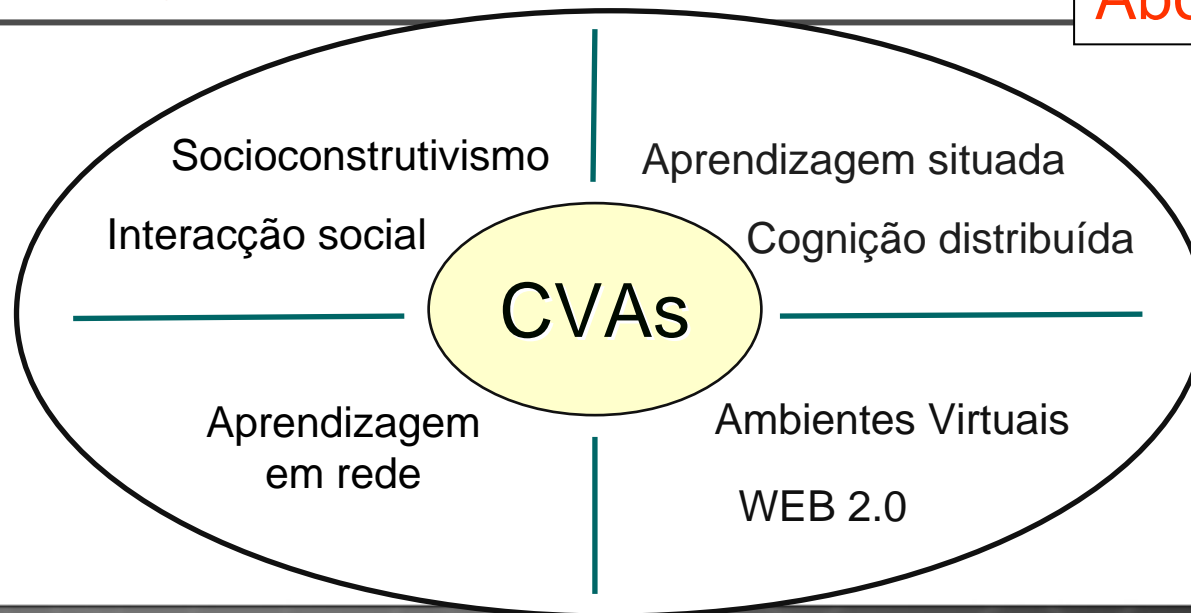 Socioconstrutivismo
Interacção social
Aprendizagem situada
Cognição distribuída
CVAs
Aprendizagem
em rede
Ambientes Virtuais
WEB 2.0